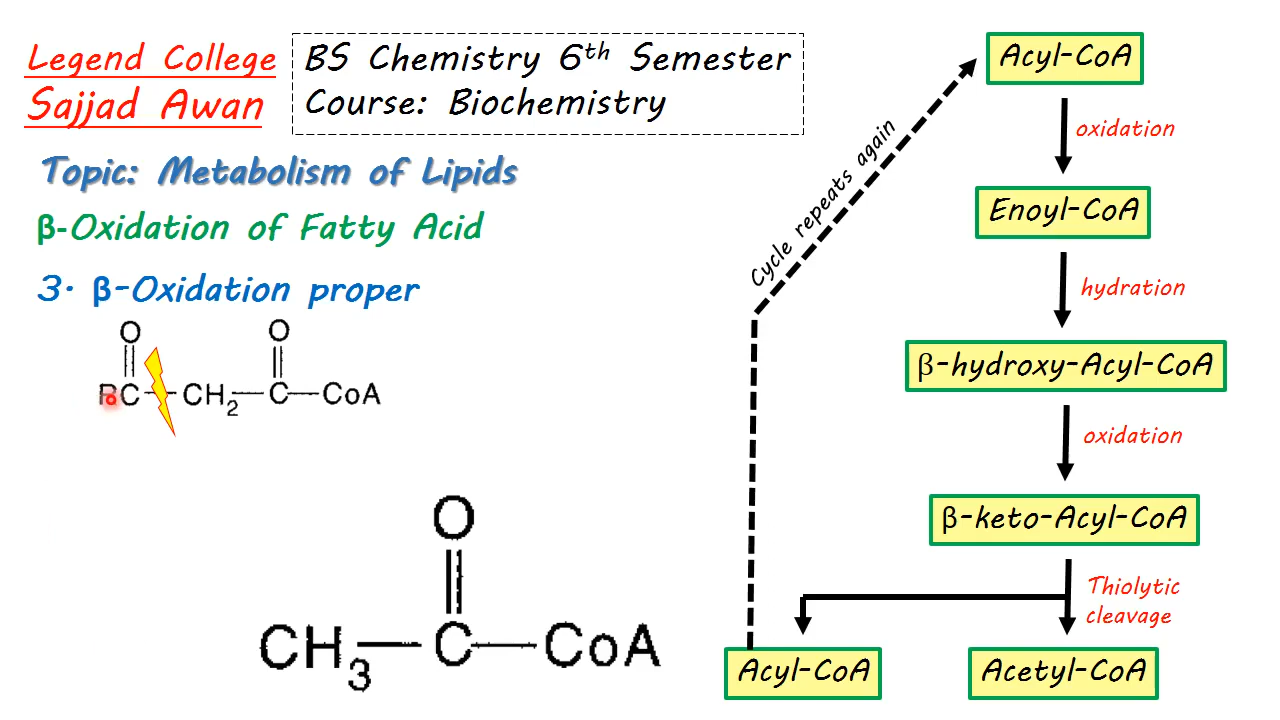 Legend College
Sajjad Awan
BS Chemistry 6th Semester
Course: Biochemistry
Topic: Metabolism of Lipids
β-Oxidation of Fatty Acid
3. β-Oxidation proper
O O
C CH2 C CoA
O
CH3 C CoA
Cycle repeats again
Acyl-CoA
oxidation
Enoyl-CoA
hydration
β-hydroxy-Acyl-CoA
oxidation
β-keto-Acyl-CoA
Thiolytic
cleavage
Acyl-CoA
Acetyl-CoA